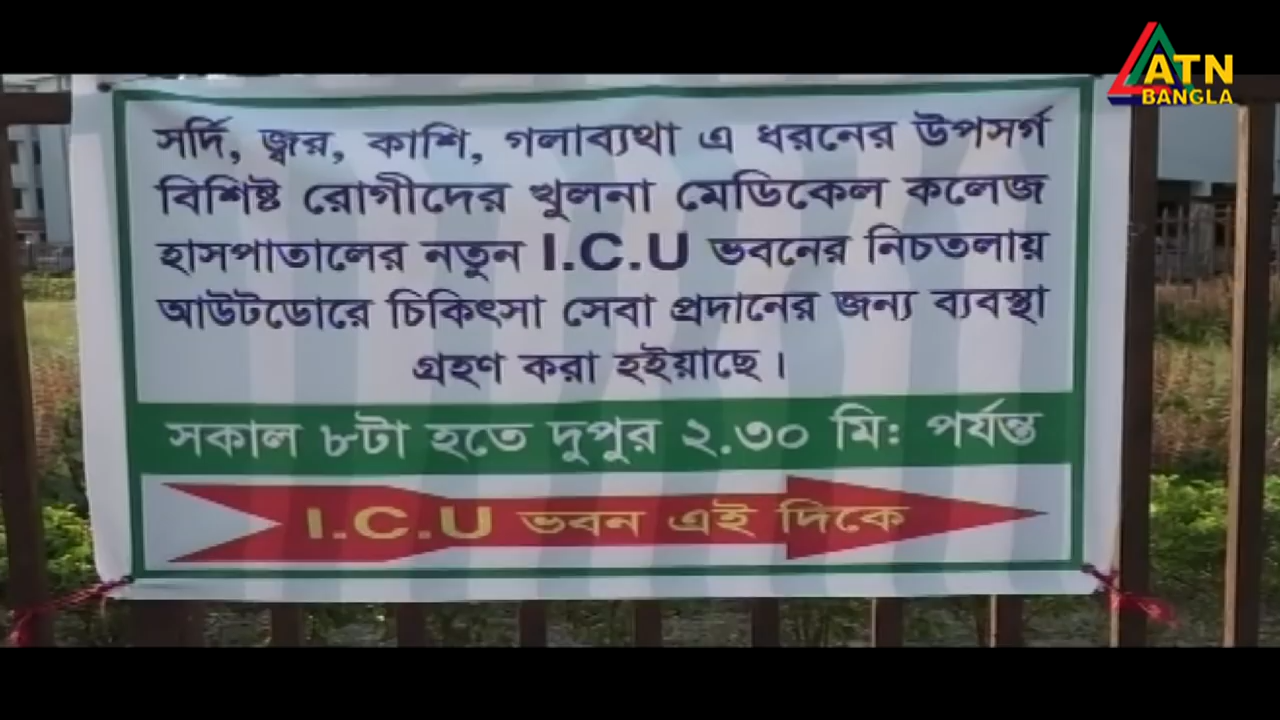 ATN
BANGLA
সর্দি, জ্বর, কাশি, গলাব্যথা এ ধরনের উপসর্গ
বিশিষ্ট রোগীদের খুলনা মেডিকেল কলেজ
হাসপাতালের নতুন I.C.U ভবনের নিচতলায়
আউটডোরে চিকিৎসা সেবা প্রদানের জন্য ব্যবস্থা
গ্রহণ করা হইয়াছে।
সকাল ৮টা হতে দুপুর ২.৩০ মি: পর্যন্ত
I.C.U ভবন এই দিকে